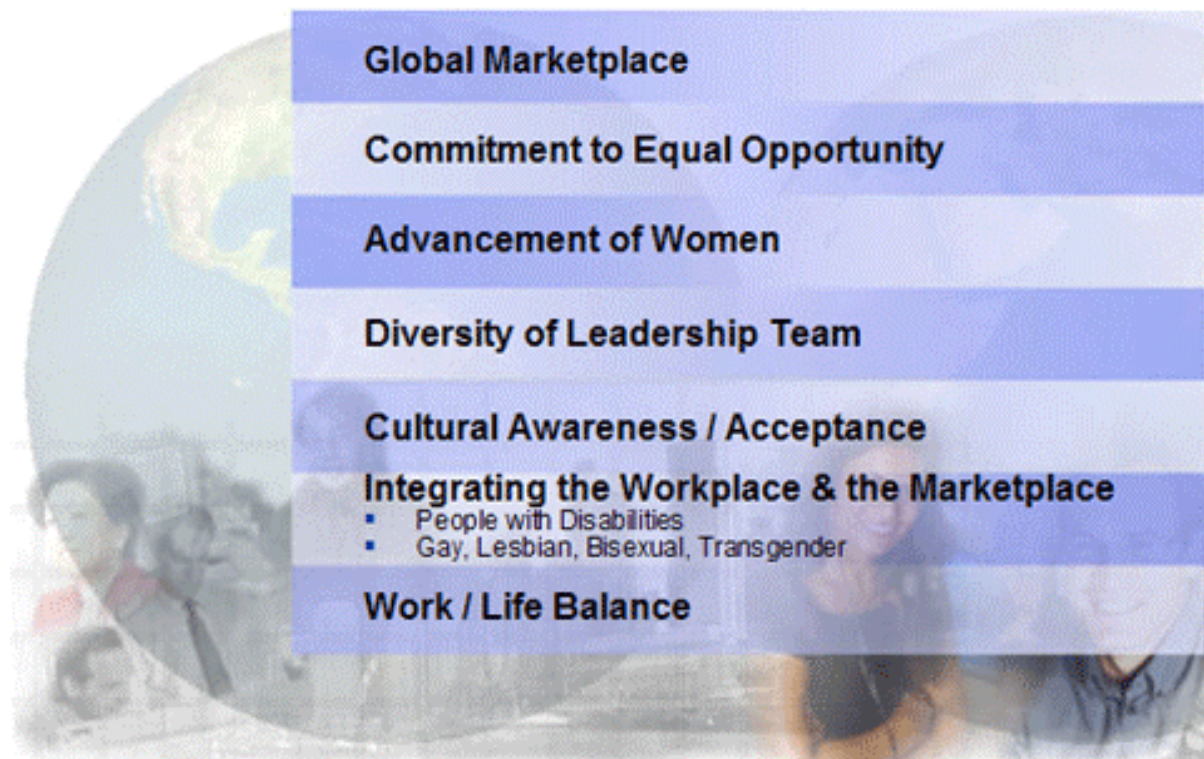 Global Marketplace
Commitment to Equal Opportunity
Advancement of Women
Diversity of Leadership Team
Cultural Awareness / Acceptance
Integrating the Workplace & the Marketplace
▪ People with Disabilities
▪ Gay, Lesbian, Bisexual, Transgender
Work / Life Balance